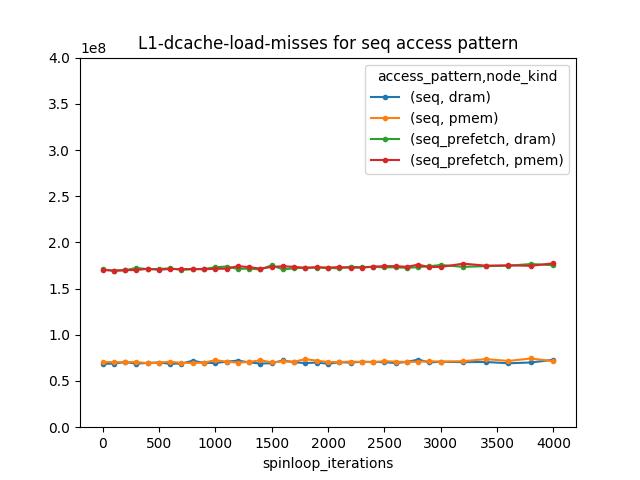 L1-dcache-load-misses for seq access pattern
1e8
4.0
3.5
3.0
2.5
2.0
1.5
1.0
0.5
0.0
access_pattern,node_kind
(seq, dram)
(seq, pmem)
(seq_prefetch, dram)
(seq_prefetch, pmem)
0 500 1000 1500 2000 2500 3000 3500 4000
spinloop_iterations